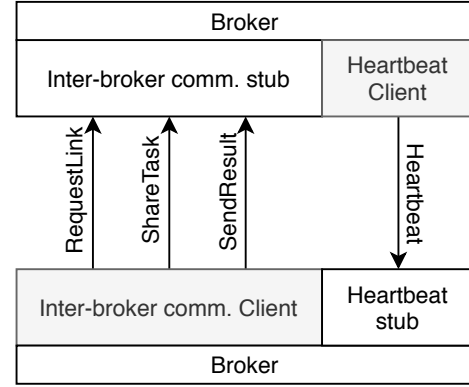 Broker
Inter-broker comm. stub
Heartbeat
Client
RequestLink
ShareTask
SendResult
Heartbeat
Inter-broker comm. Client
Heartbeat
stub
Broker